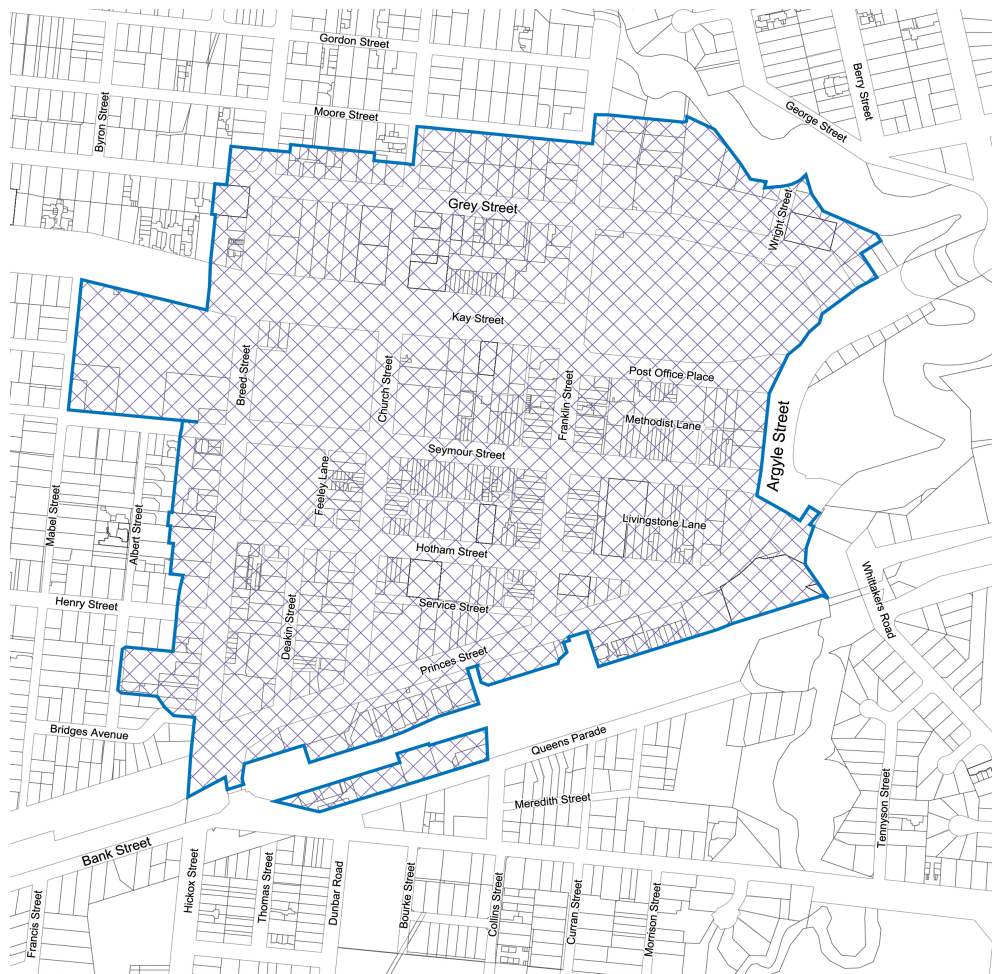 Gordon Street
Berry Street
Moore Street
George Street
Byron Street
Grey Street
Wright Street
Kay Street
Breed Street
Church Street
Franklin Street
Post Office Place
Methodist Lane
Argyle Street
Seymour Street
Feeley Lane
Livingstone Lane
Mabel Street
Albert Street
Hotham Street
Whittakers Road
Henry Street
Service Street
Deakin Street
Princes Street
Bridges Avenue
Queens Parade
Meredith Street
Tennyson Street
Bank Street
Hickox Street
Thomas Street
Dunbar Road
Bourke Street
Collins Street
Curran Street
Morrison Street
Francis Street